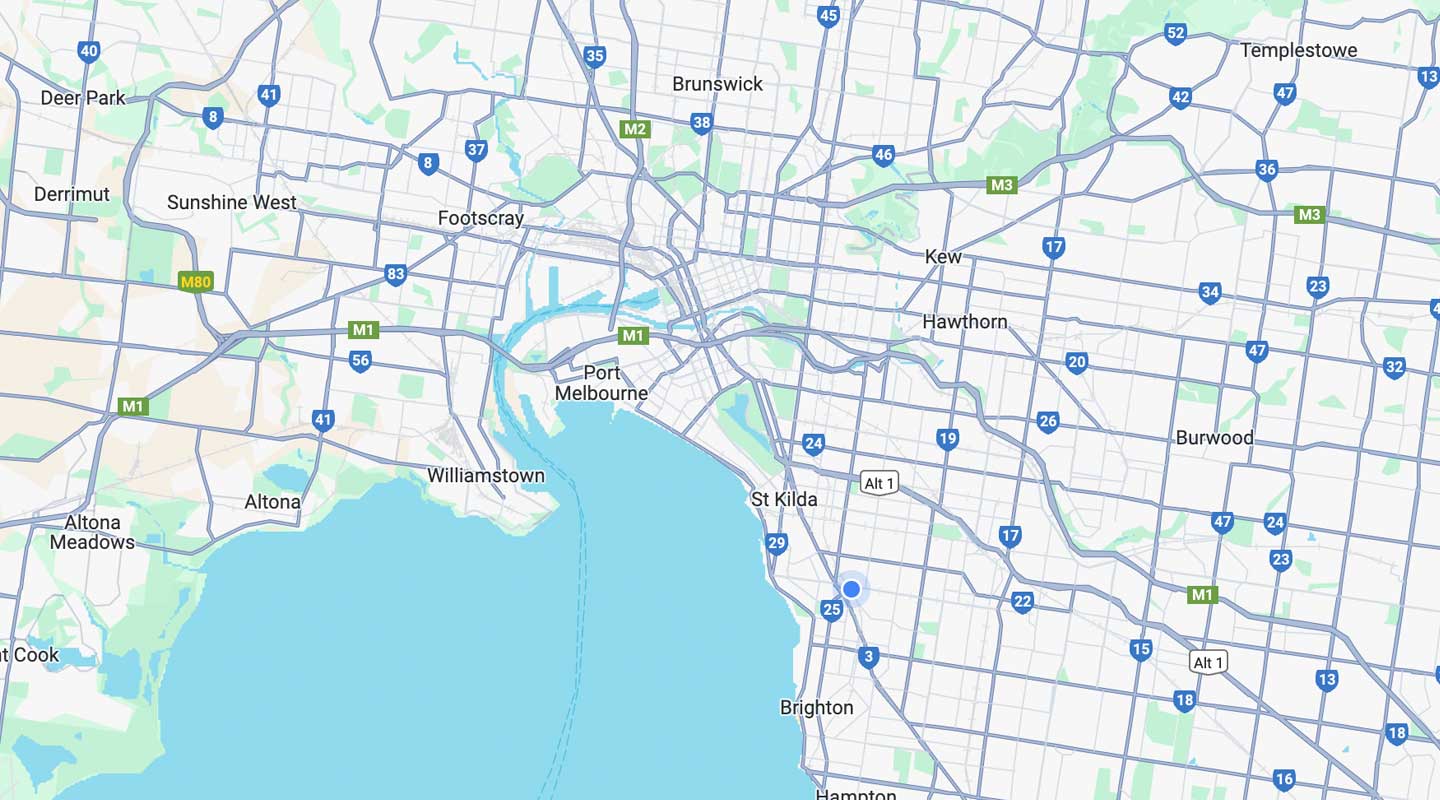 45
52
Templestowe
40
35
Brunswick
13
Deer Park
41
42
47
8
38
M2
37
46
8
36
M3
Derrimut
Sunshine West
Footscray
M3
17
Kew
83
M80
34
23
Hawthorn
M1
M1
56
47
20
32
Port
Melbourne
M1
41
26
24
19
Burwood
Williamstown
Alt 1
Altona
St Kilda
Altona
Meadows
47
24
17
29
23
M1
22
25
15
t Cook
3
Alt 1
13
18
Brighton
18
16
Hampton